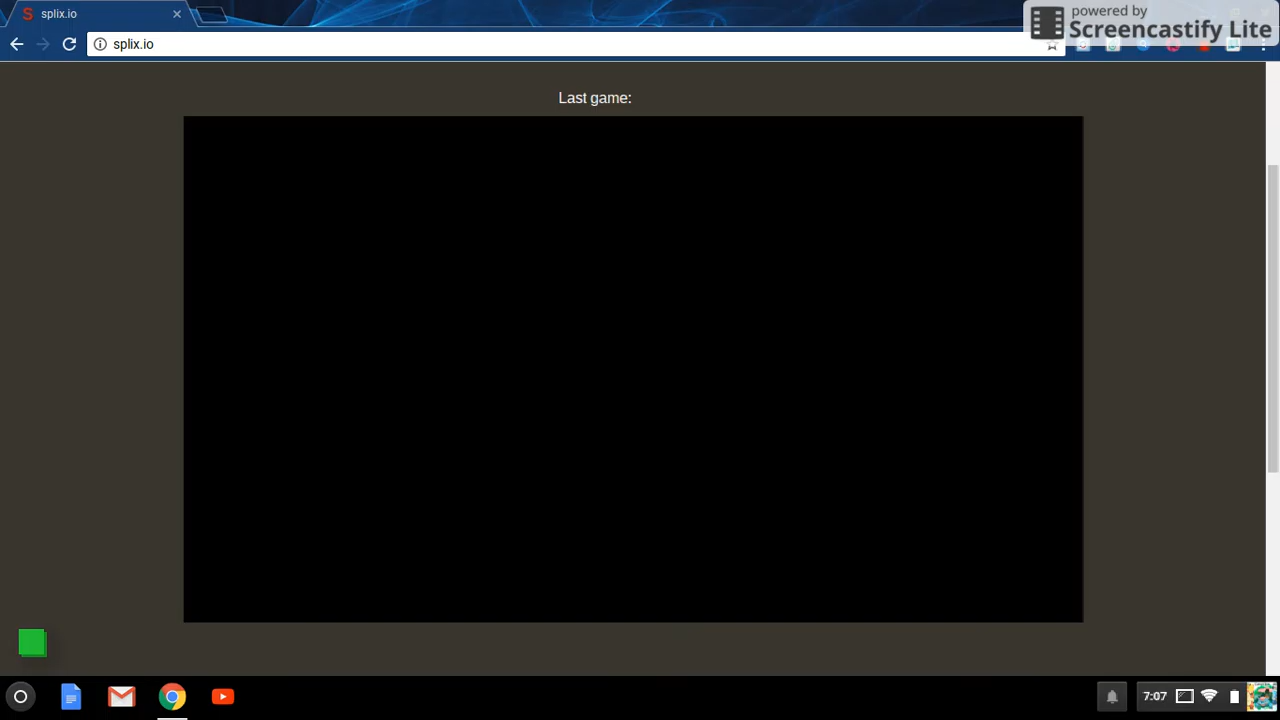 S splix.io
powered by
Screencastify Lite
splix.io
Last game:
7:07